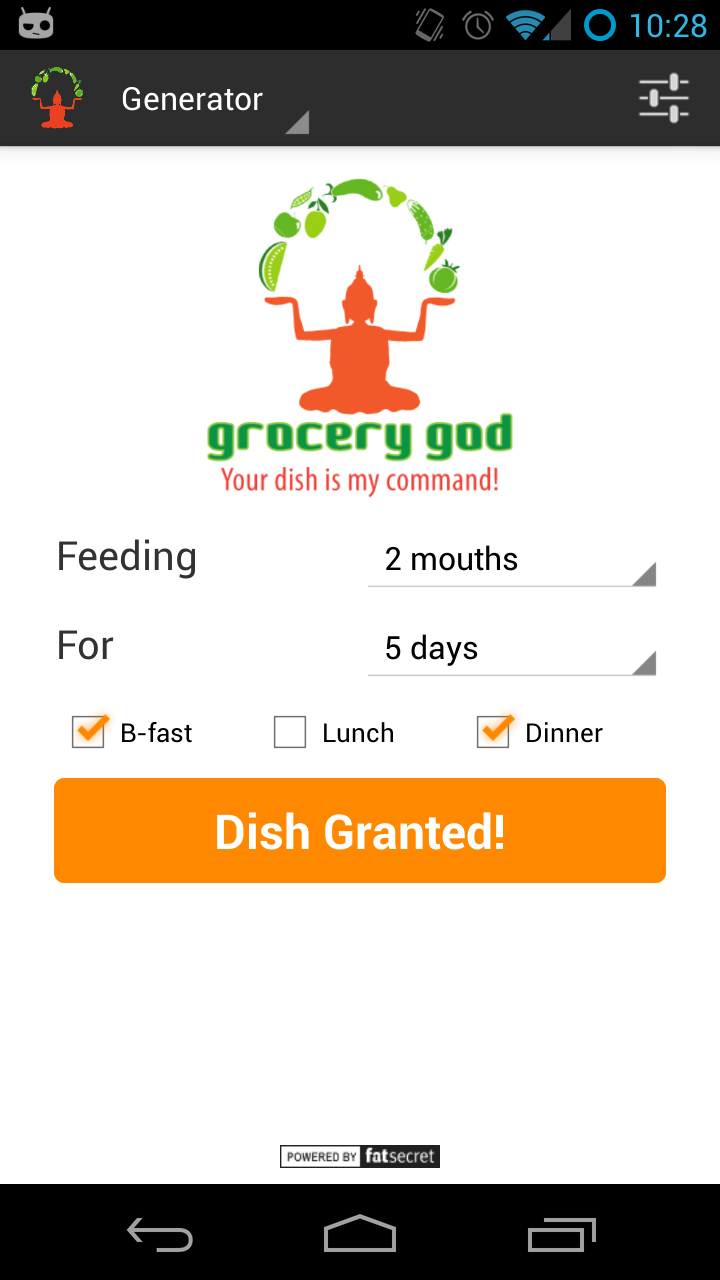 10:28
Generator
grocery god
Your dish is my command!
Feeding 2 mouths
For 5 days
B-fast Lunch Dinner
Dish Granted!
POWERED BY fatsecret